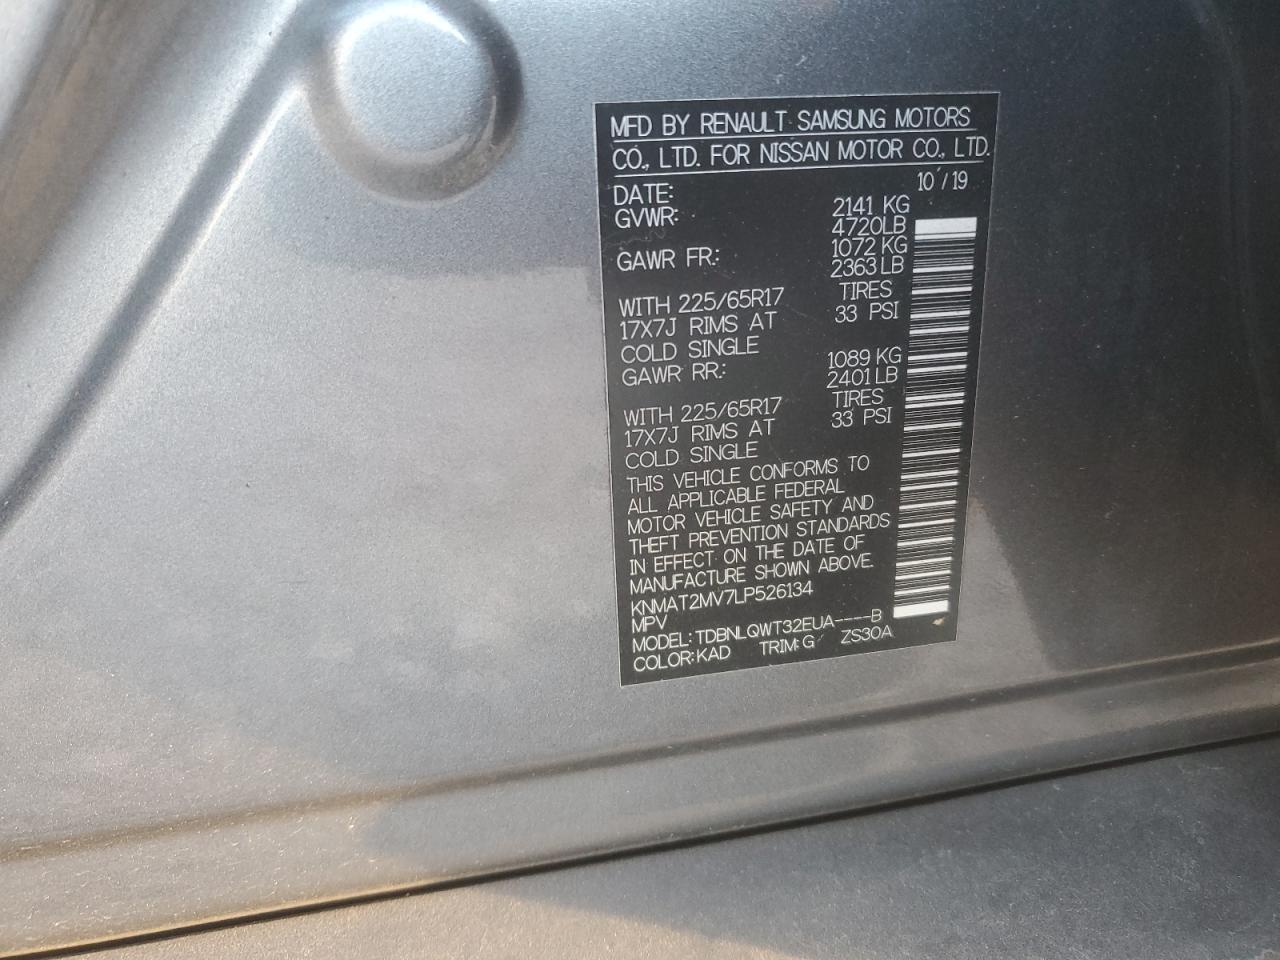 MFD BY RENAULT SAMSUNG MOTORS
CO., LTD. FOR NISSAN MOTOR CO., LTD.
DATE: 10 / 19
GVWR: 2141 KG
4720LB
GAWR FR.: 1072 KG
2363 LB
WITH 225/65R17 TIRES
17X7J RIMS AT 33 PSI
COLD SINGLE
GAWR RR.: 1089 KG
2401 LB
WITH 225/65R17 TIRES
17X7J RIMS AT 33 PSI
COLD SINGLE
THIS VEHICLE CONFORMS TO
ALL APPLICABLE FEDERAL
MOTOR VEHICLE SAFETY AND
THEFT PREVENTION STANDARDS
IN EFFECT ON THE DATE OF
MANUFACTURE SHOWN ABOVE.
KNMAT2MV7LP526134
MPV
MODEL: TDBNLQWT32EUA----B
COLOR: KAD TRIM: G ZS30A